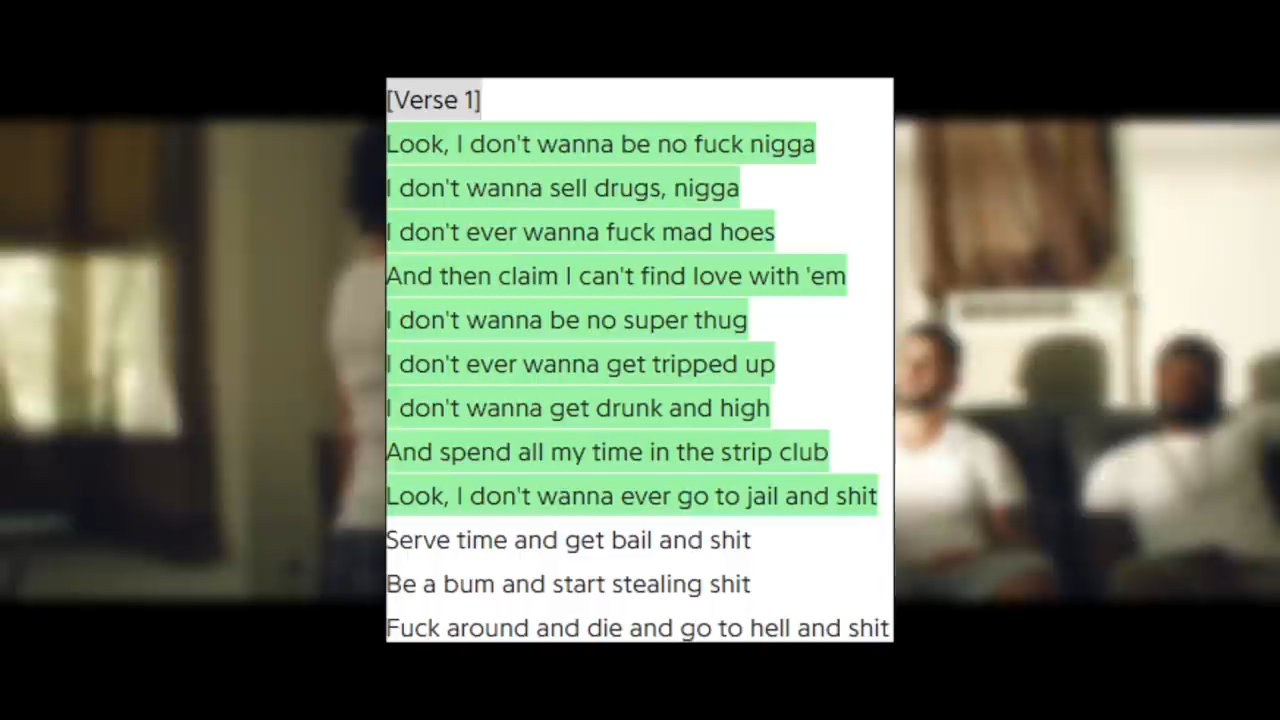 [Verse 1]
Look, I don't wanna be no fuck nigga
I don't wanna sell drugs, nigga
I don't ever wanna fuck mad hoes
And then claim I can't find love with 'em
I don't wanna be no super thug
I don't ever wanna get tripped up
I don't wanna get drunk and high
And spend all my time in the strip club
Look, I don't wanna ever go to jail and shit
Serve time and get bail and shit
Be a bum and start stealing shit
Fuck around and die and go to hell and shit